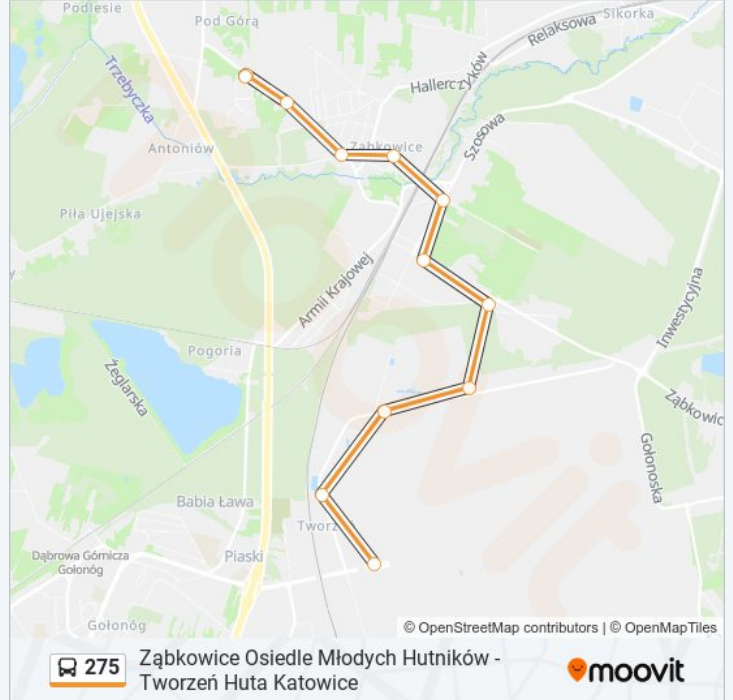 Podlesie
Sikorka
Pod Górą
Relaksowa
Hallerczyków
Trzebyczka
Szosowa
Antoniów
Ząbkowice
Piła Ujejska
Armii Krajowej
Inwestycyjna
Pogoria
Żeglarska
Ząbkowic
Gołonoska
Babia Ława
Tworz
Dąbrowa Górnicza
Gołonóg
Piaski
Gołonóg
© OpenStreetMap contributors | © OpenMapTiles
275
Ząbkowice Osiedle Młodych Hutników -
Tworzeń Huta Katowice
moovit